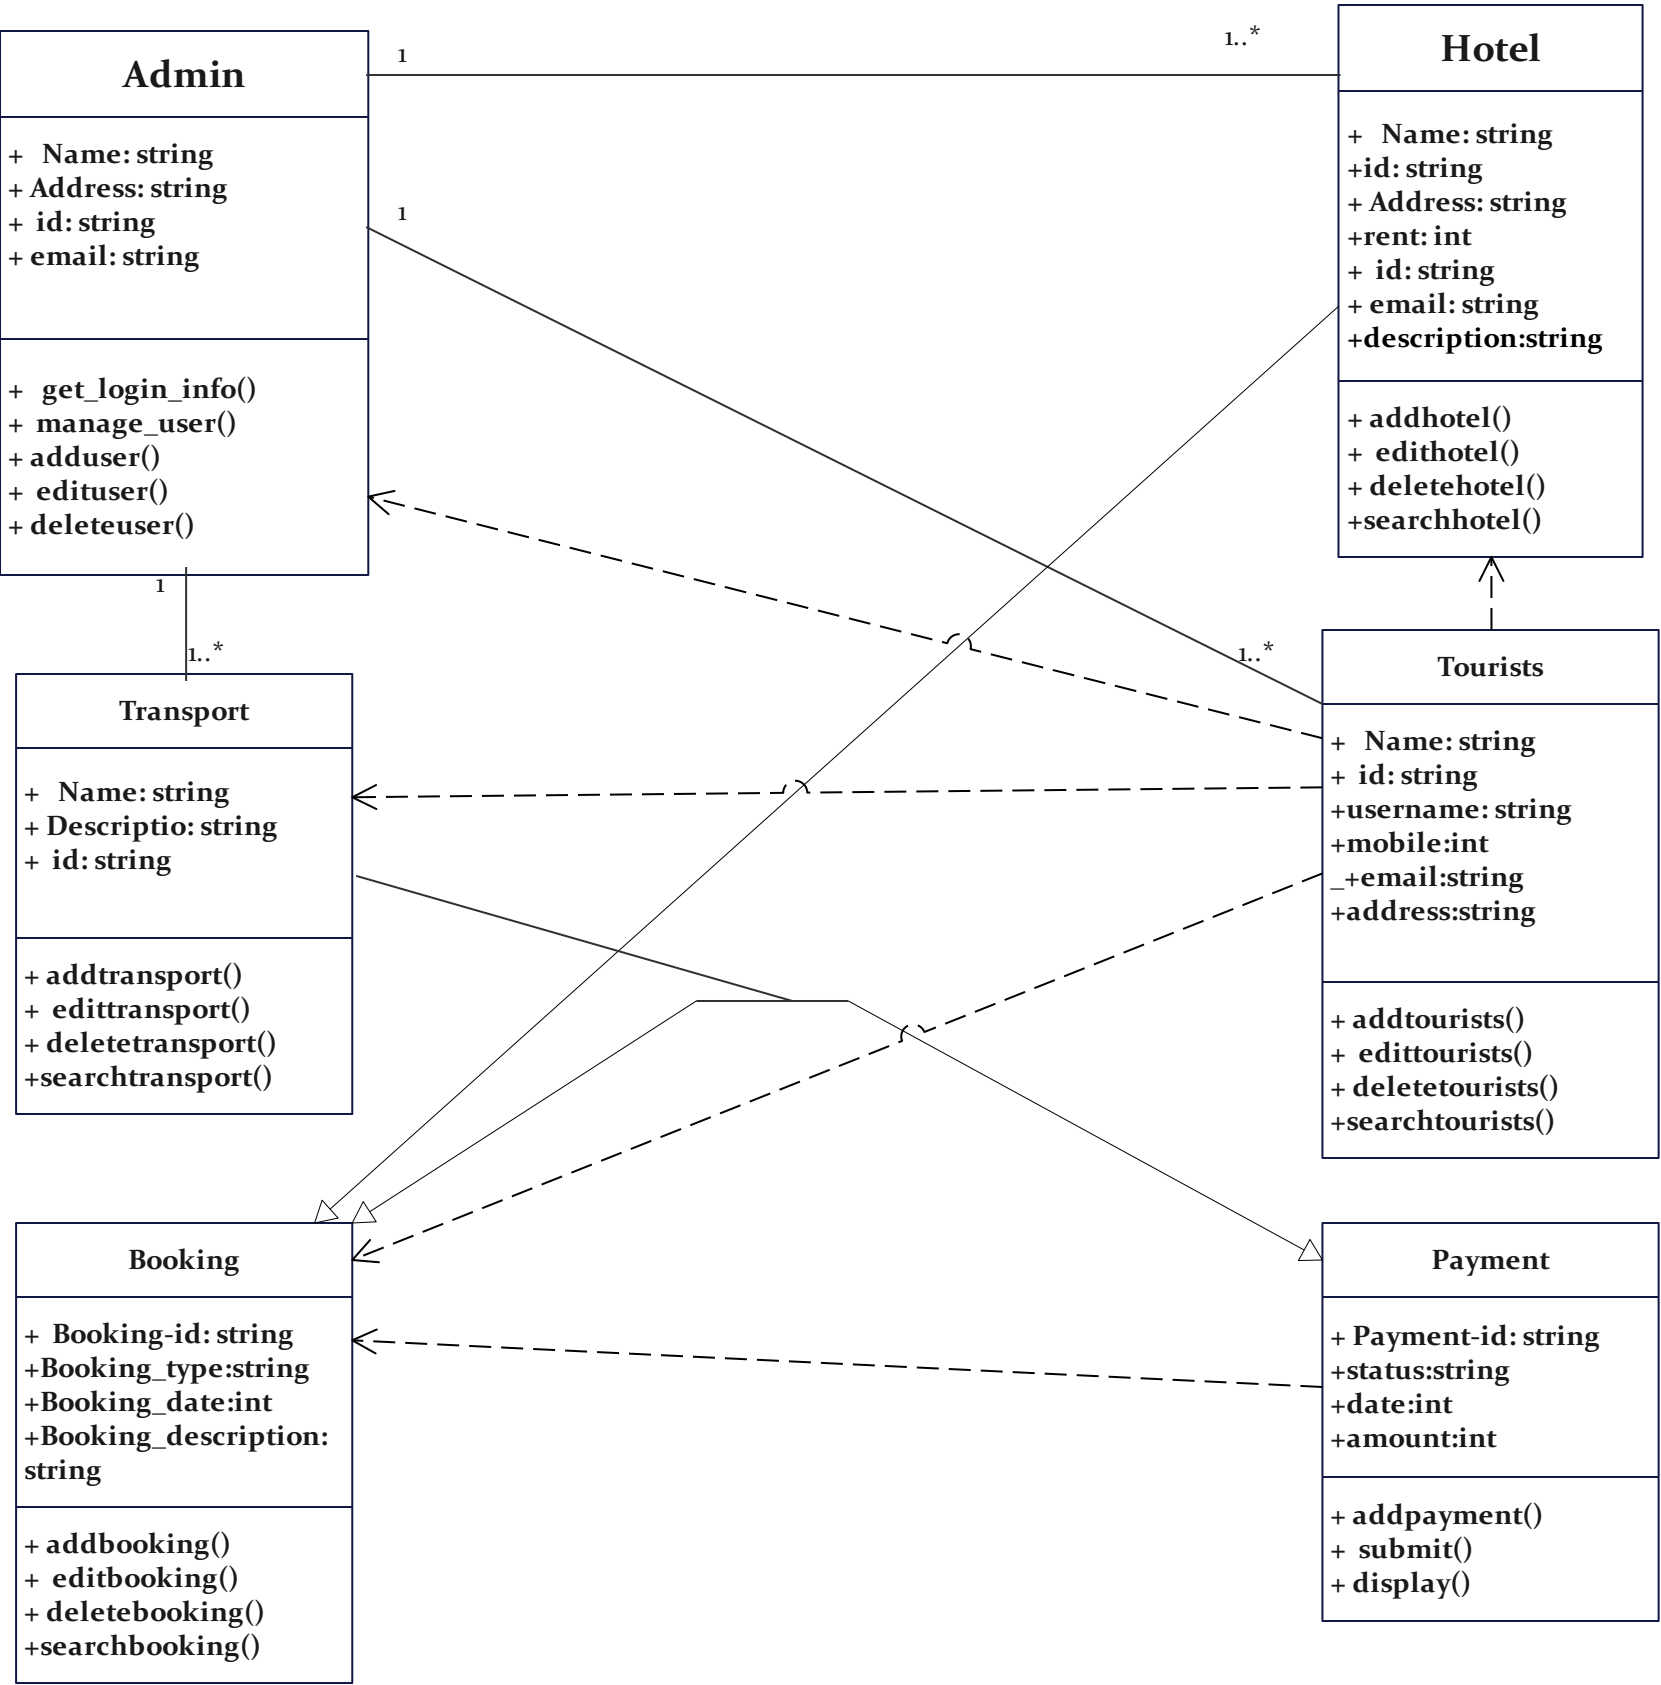 Admin
+ Name: string
+ Address: string
+ id: string
+ email: string
+ get_login_info()
+ manage_user()
+ adduser()
+ edituser()
+ deleteuser()
1
1..*
1
1..*
1
1..*
Hotel
+ Name: string
+id: string
+ Address: string
+rent: int
+ id: string
+ email: string
+description:string
+ addhotel()
+ edithotel()
+ deletehotel()
+searchhotel()
Transport
+ Name: string
+ Descriptio: string
+ id: string
+ addtransport()
+ edittransport()
+ deletetransport()
+searchtransport()
Tourists
+ Name: string
+ id: string
+username: string
+mobile:int
_+email:string
+address:string
+ addtourists()
+ edittourists()
+ deletetourists()
+searchtourists()
Booking
+ Booking-id: string
+Booking_type:string
+Booking_date:int
+Booking_description:
string
+ addbooking()
+ editbooking()
+ deletebooking()
+searchbooking()
Payment
+ Payment-id: string
+status:string
+date:int
+amount:int
+ addpayment()
+ submit()
+ display()